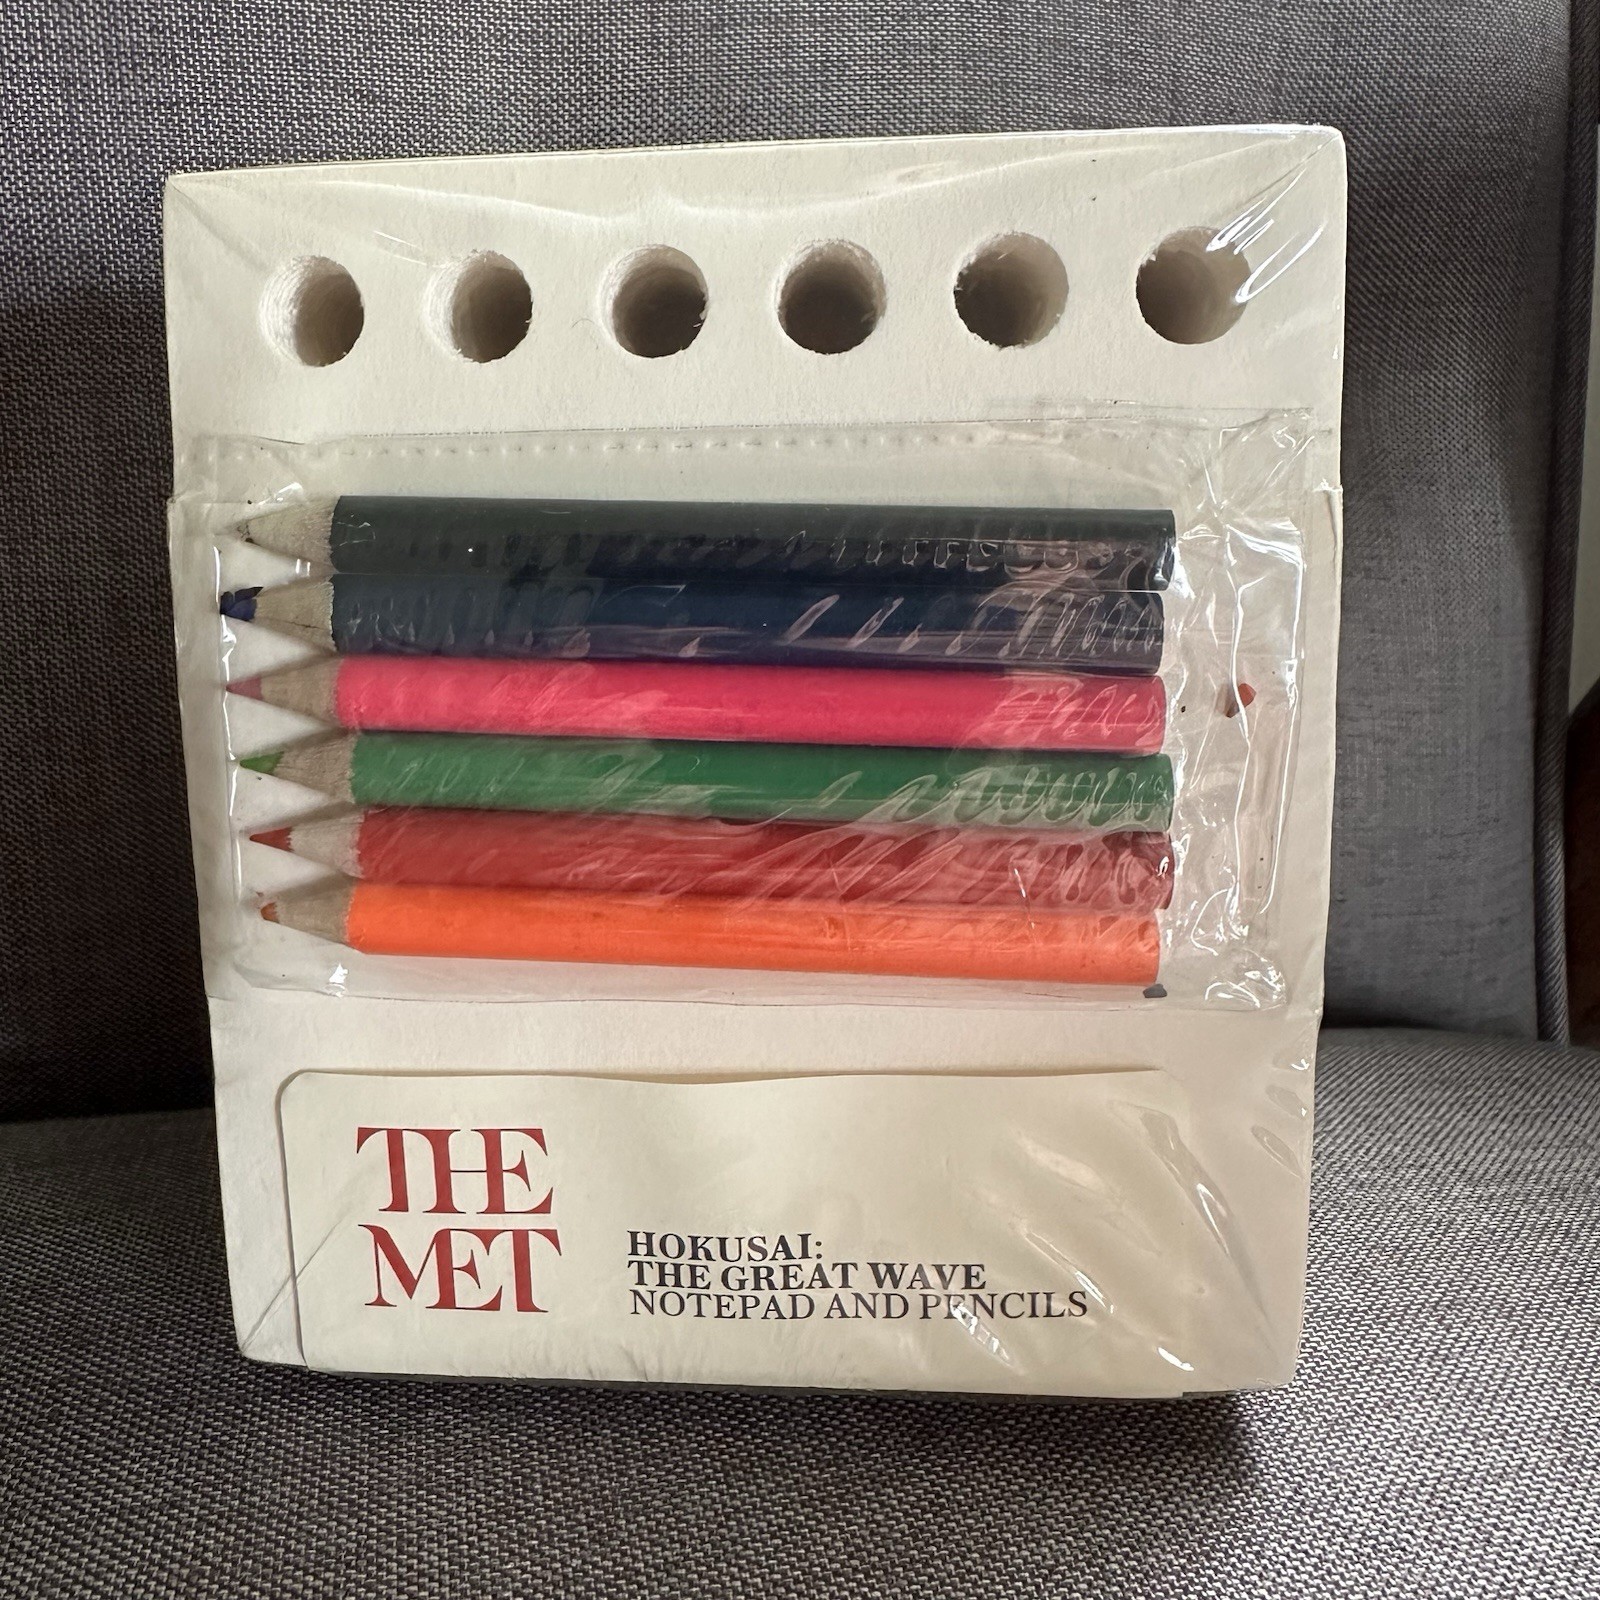 THE
MET
HOKUSAI:
THE GREAT WAVE
NOTEPAD AND PENCILS